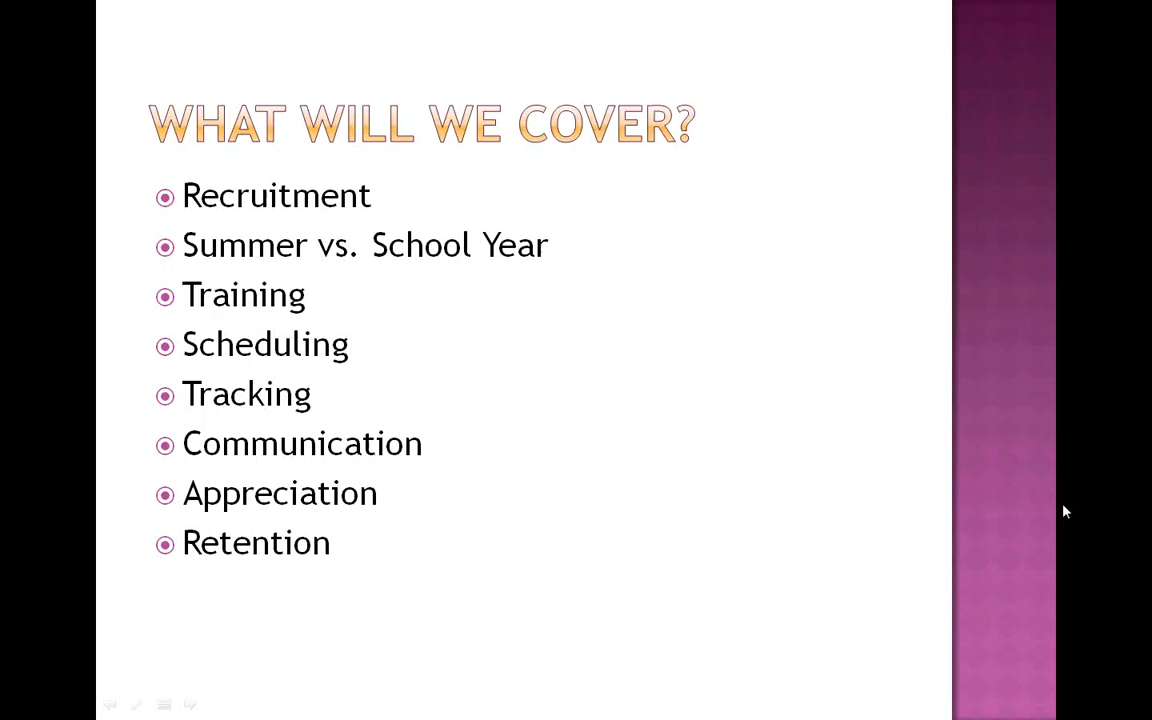 WHAT WILL WE COVER?
Recruitment
Summer vs. School Year
Training
Scheduling
Tracking
Communication
Appreciation
Retention